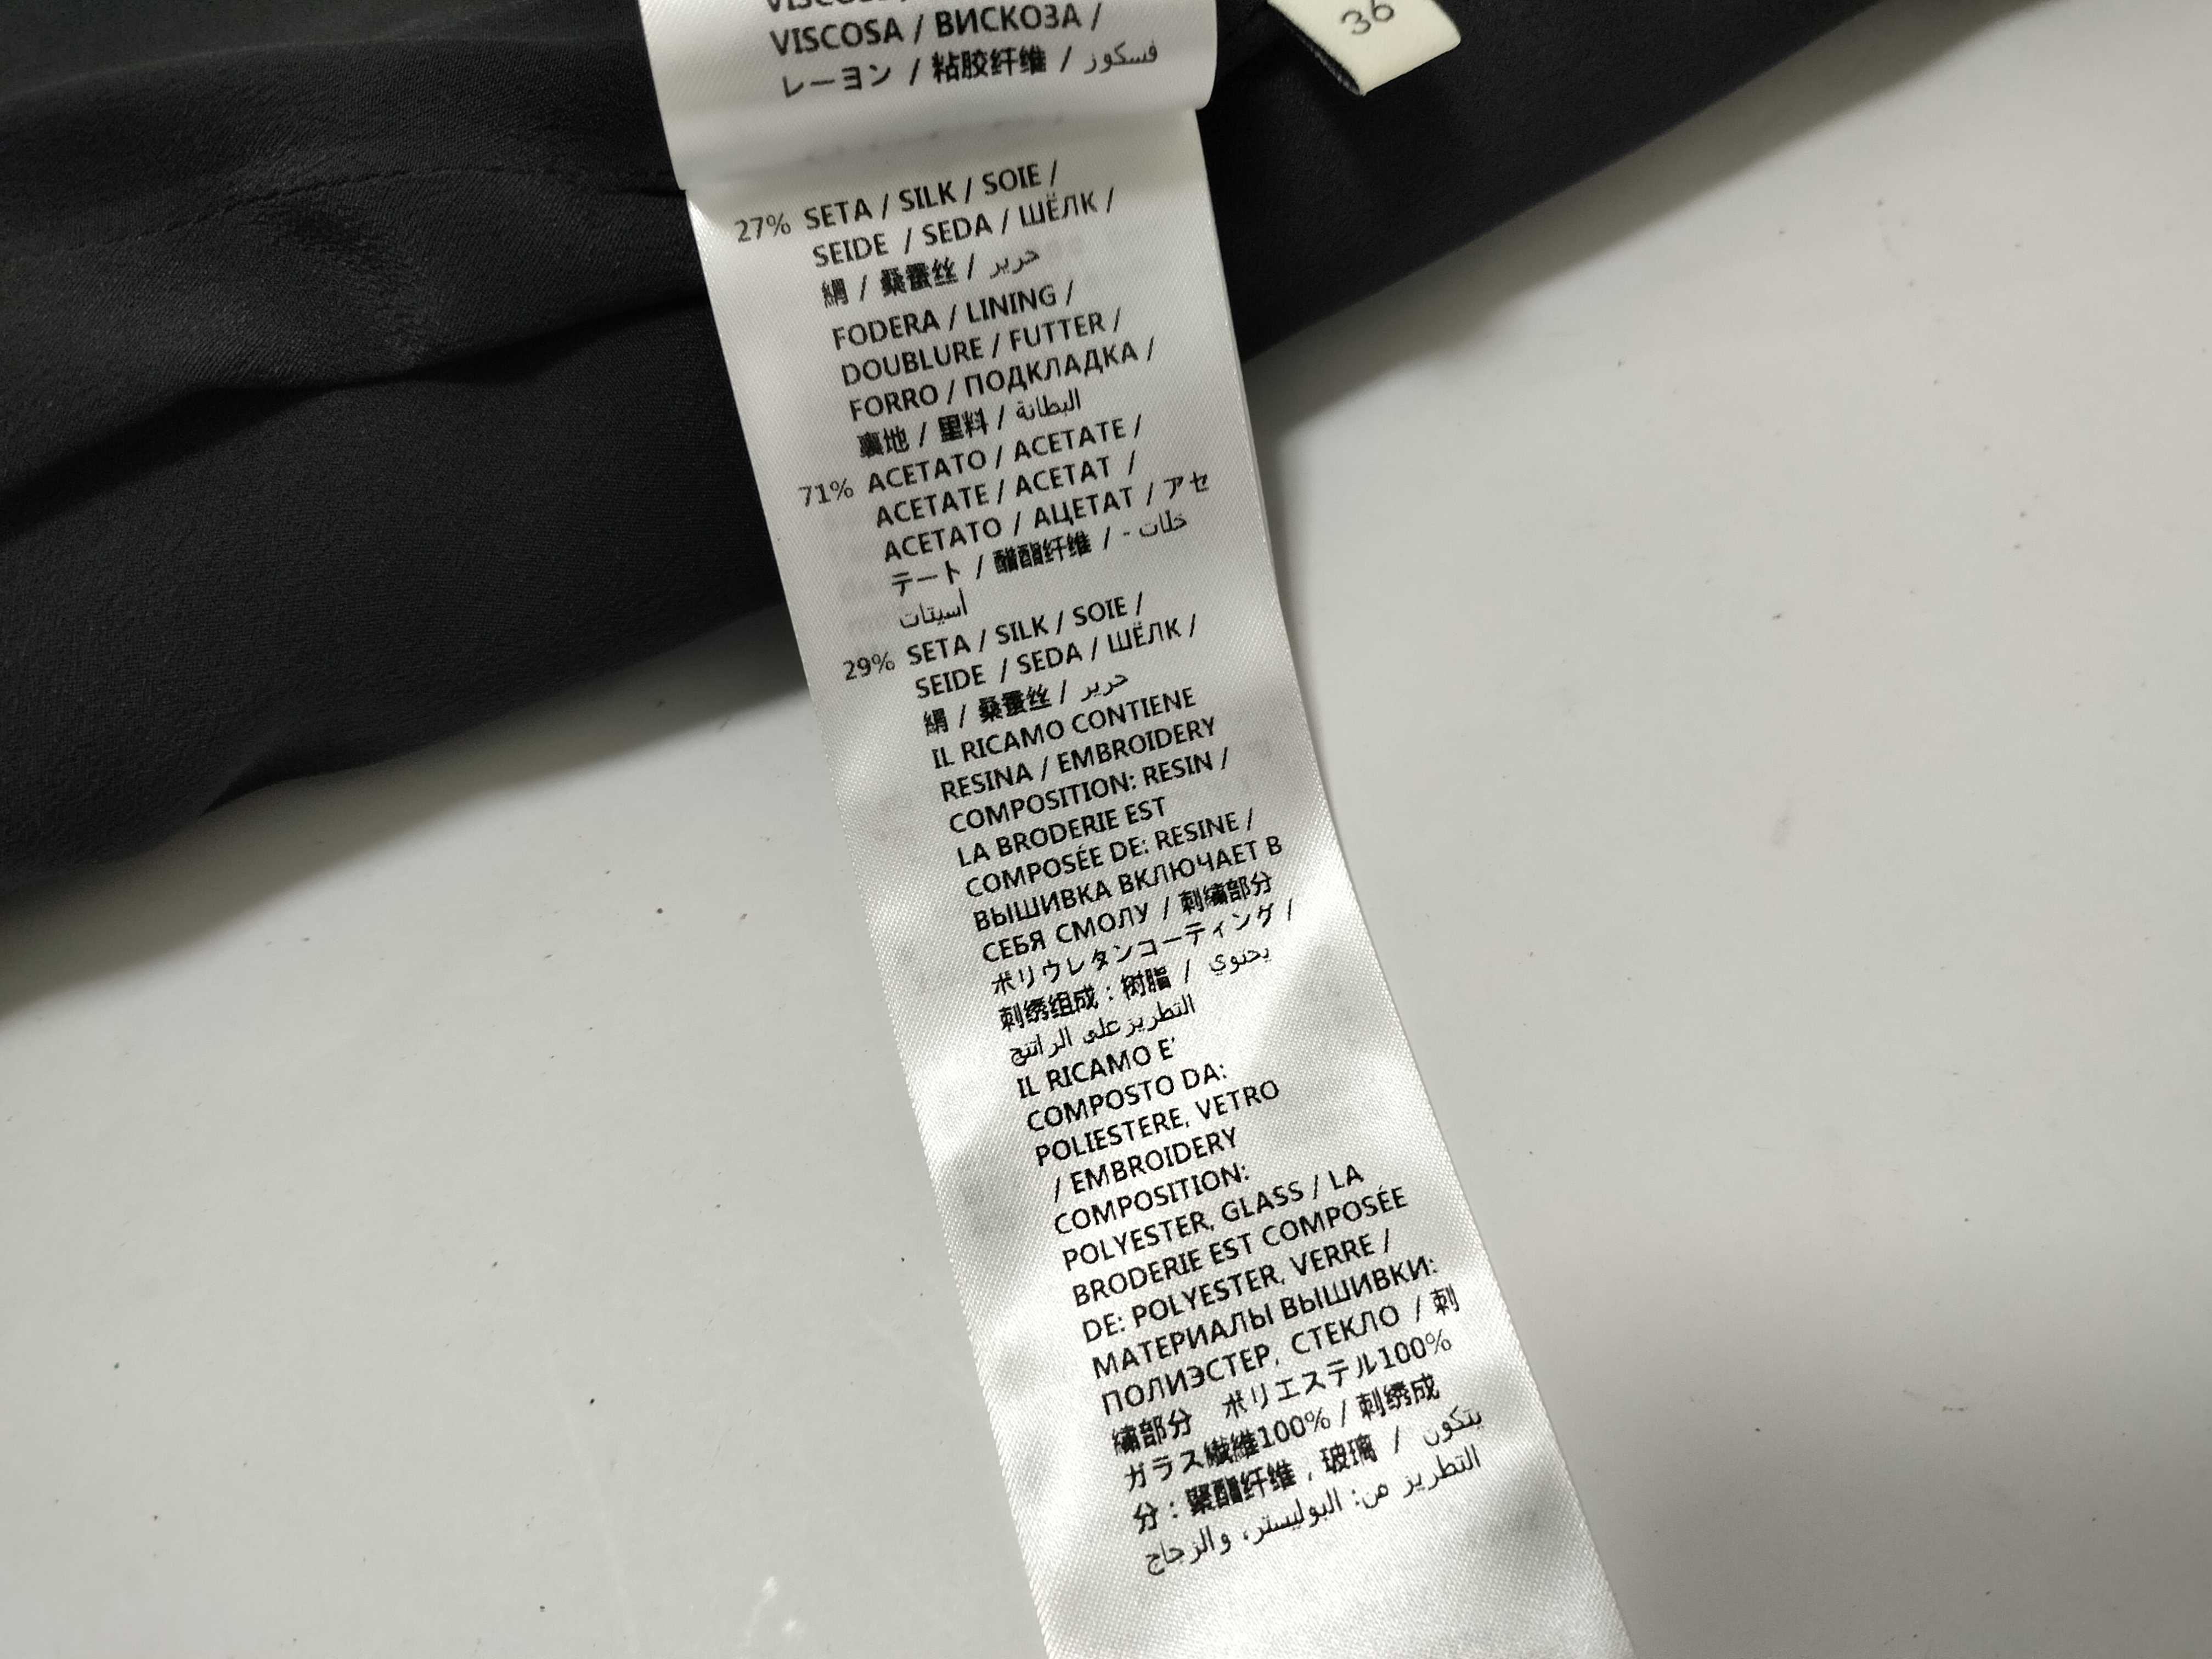 VISCOSA / ВИСКОЗА /
レーヨン / 粘胶纤维 / فسكوز
36
27% SETA / SILK / SOIE /
SEIDE / SEDA / ШЁЛК /
絹 / 桑蚕丝 / حرير
FODERA / LINING /
DOUBLURE / FUTTER /
FORRO / ПОДКЛАДКА /
裏地 / 里料 / البطانة
71% ACETATO / ACETATE /
ACETATE / ACETAT /
ACETATO / АЦЕТАТ / アセ
テート / 醋酯纤维 / - خلات
أسيتات
29% SETA / SILK / SOIE /
SEIDE / SEDA / ШЁЛК /
絹 / 桑蚕丝 / حرير
IL RICAMO CONTIENE
RESINA / EMBROIDERY
COMPOSITION: RESIN /
LA BRODERIE EST
COMPOSÉE DE: RESINE /
ВЫШИВКА ВКЛЮЧАЕТ В
СЕБЯ СМОЛУ / 刺繍部分
ポリウレタンコーティング /
刺绣组成 : 树脂 / يحتوي
التطريز على الراتنج
IL RICAMO E'
COMPOSTO DA:
POLIESTERE, VETRO
/ EMBROIDERY
COMPOSITION:
POLYESTER, GLASS / LA
BRODERIE EST COMPOSÉE
DE: POLYESTER, VERRE /
МАТЕРИАЛЫ ВЫШИВКИ:
ПОЛИЭСТЕР, СТЕКЛО / 刺
繍部分 ポリエステル100%
ガラス繊維100% / 刺绣成
分 : 聚酯纤维 , 玻璃 / يتكون
التطريز من: البوليستر، والزجاج